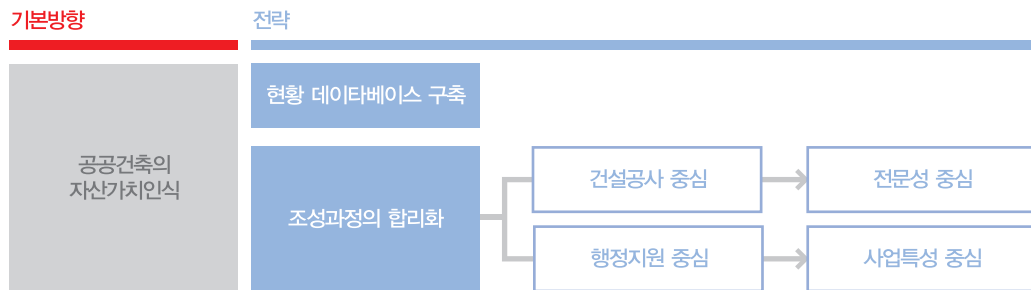 기본방향
전략
공공건축의
자산가치인식
현황 데이타베이스 구축
조성과정의 합리화
건설공사 중심
전문성 중심
행정지원 중심
사업특성 중심